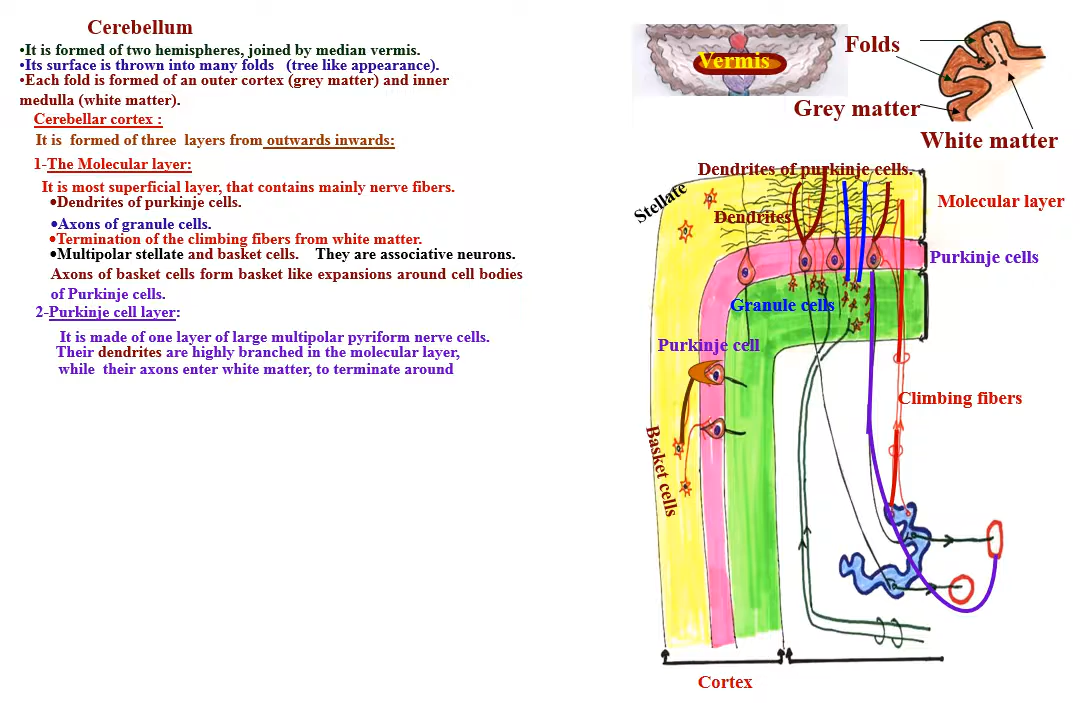 Cerebellum
•It is formed of two hemispheres, joined by median vermis.
•Its surface is thrown into many folds (tree like appearance).
•Each fold is formed of an outer cortex (grey matter) and inner
medulla (white matter).
Cerebellar cortex :
It is formed of three layers from outwards inwards:
1-The Molecular layer:
It is most superficial layer, that contains mainly nerve fibers.
•Dendrites of purkinje cells.
•Axons of granule cells.
•Termination of the climbing fibers from white matter.
•Multipolar stellate and basket cells. They are associative neurons.
Axons of basket cells form basket like expansions around cell bodies
of Purkinje cells.
2-Purkinje cell layer:
It is made of one layer of large multipolar pyriform nerve cells.
Their dendrites are highly branched in the molecular layer,
while their axons enter white matter, to terminate around
Vermis
Folds
Grey matter
White matter
Dendrites of purkinje cells.
Stellate
Dendrites
Molecular layer
Purkinje cells
Granule cells
Purkinje cell
Climbing fibers
Basket cells
Cortex